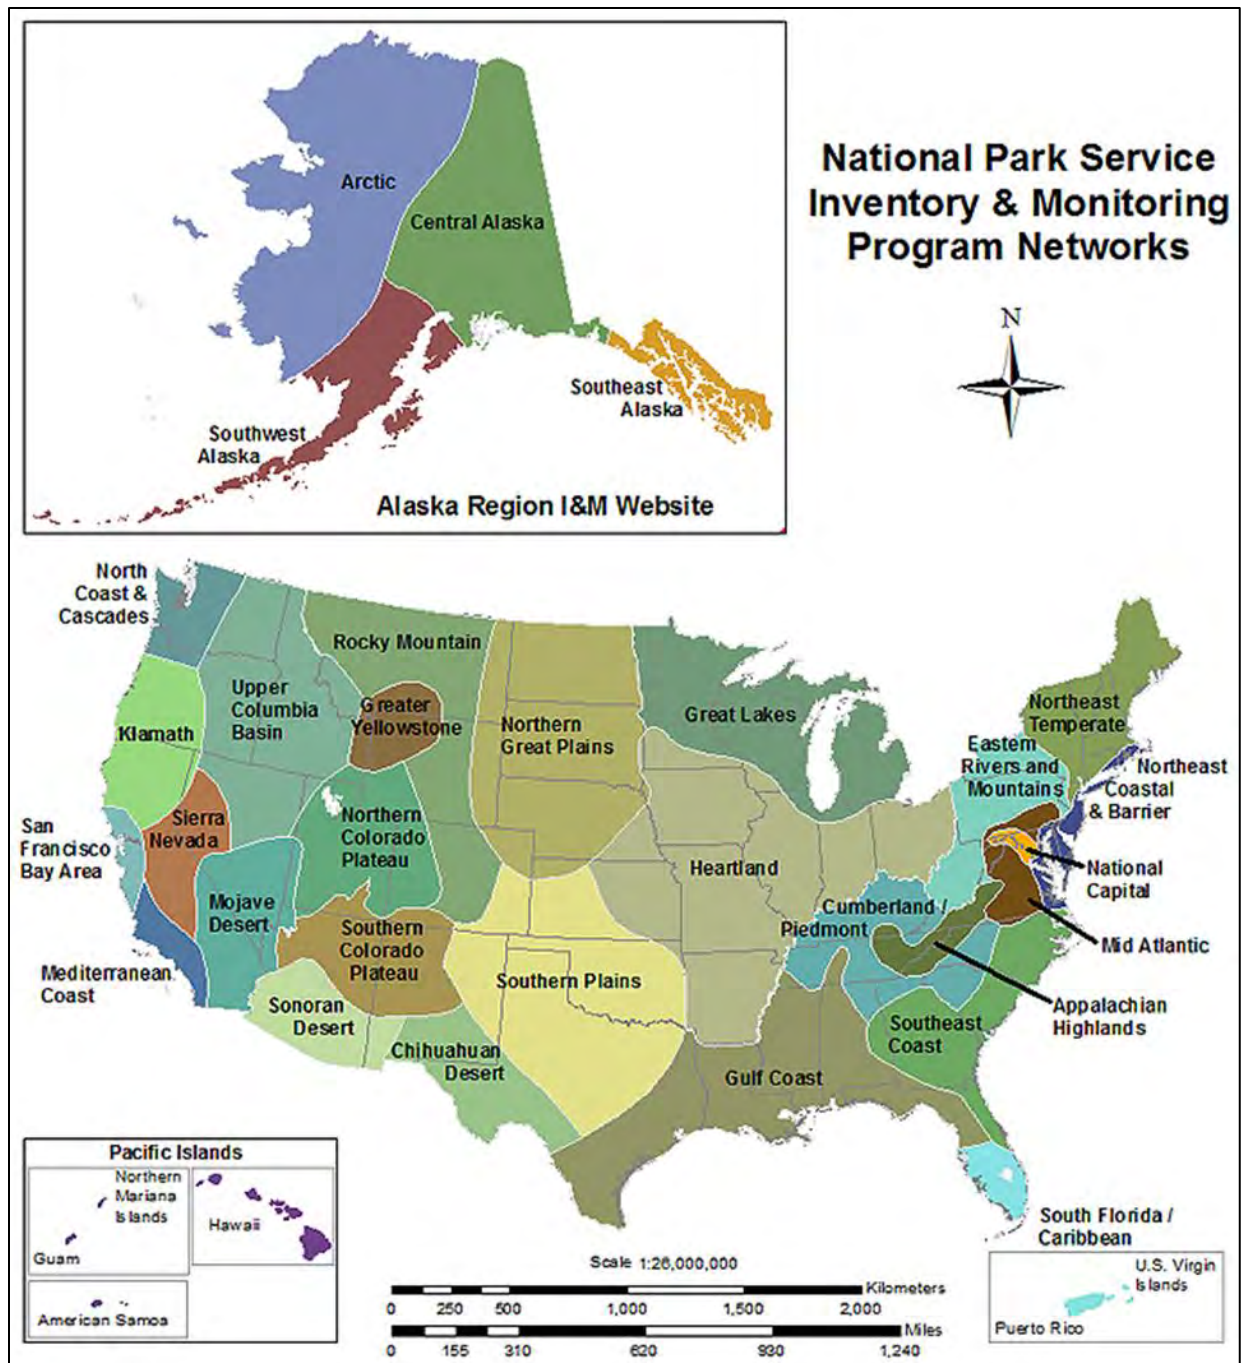 National Park Service
Inventory & Monitoring
Program Networks
N
Arctic
Central Alaska
Southeast
Alaska
Southwest
Alaska
Alaska Region I&M Website
North
Coast &
Cascades
Rocky Mountain
Upper
Columbia
Basin
Greater
Yellowstone
Klamath
Northern
Great Plains
Great Lakes
Northeast
Temperate
Eastern
Rivers and
Mountains
Northeast
Coastal
& Barrier
San
Francisco
Bay Area
Sierra
Nevada
Northern
Colorado
Plateau
Heartland
National
Capital
Mojave
Desert
Cumberland /
Piedmont
Southern
Colorado
Plateau
Mid Atlantic
Mediterranean
Coast
Southern Plains
Sonoran
Desert
Appalachian
Highlands
Southeast
Coast
Chihuahuan
Desert
Gulf Coast
Pacific Islands
Northern
Mariana
Islands
Hawaii
Guam
American Samoa
South Florida /
Caribbean
U.S. Virgin
Islands
Puerto Rico
Scale 1:26,000,000
Kilometers
0 250 500 1,000 1,500 2,000
Miles
0 155 310 620 930 1,240